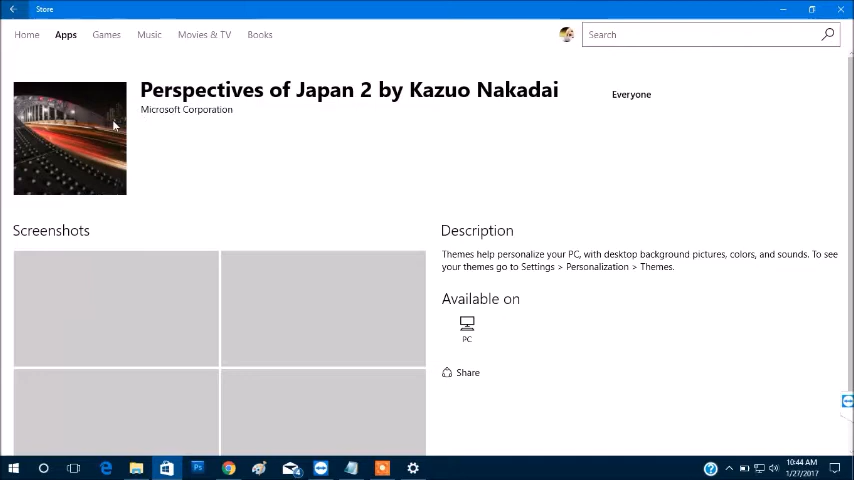 Store
Home Apps Games Music Movies & TV Books
Search
Perspectives of Japan 2 by Kazuo Nakadai
Microsoft Corporation
Everyone
Screenshots
Description
Themes help personalize your PC, with desktop background pictures, colors, and sounds. To see
your themes go to Settings > Personalization > Themes.
Available on
PC
Share
Ps
4
10:44 AM
1/27/2017